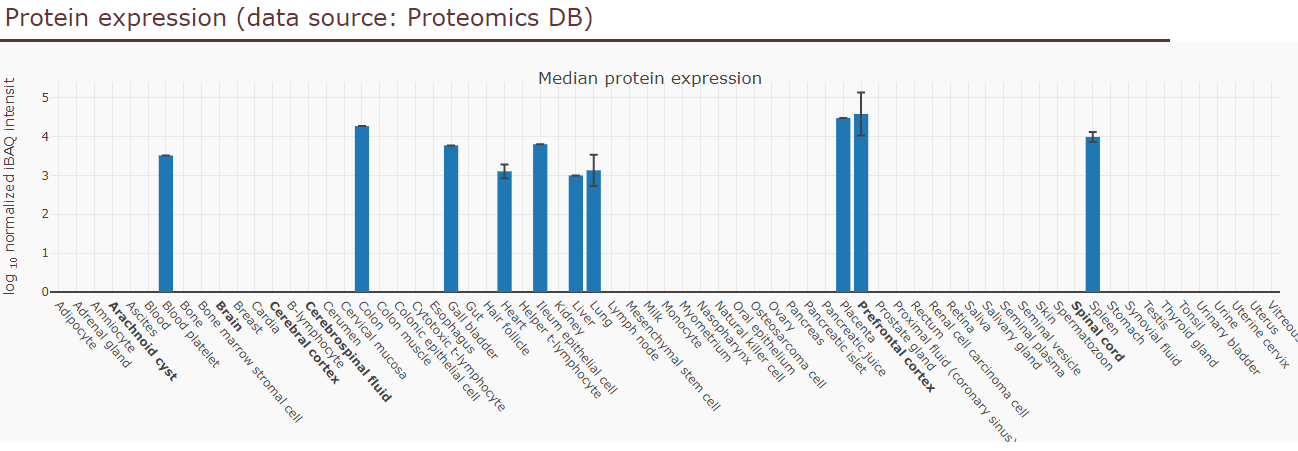 Protein expression (data source: Proteomics DB)
Median protein expression
log 10 normalized iBAQ intensit
5
4
3
2
1
0
Adipocyte
Adrenal gland
Amniocyte
Arachnoid cyst
Ascites
Blood
Blood platelet
Bone
Bone marrow stromal cell
Brain
Breast
Cardia
Cerebral cortex
B-lymphocyte
Cerebrospinal fluid
Cerumen
Cervical mucosa
Colon
Colon muscle
Colonic epithelial cell
Cytotoxic t-lymphocyte
Esophagus
Gall bladder
Gut
Hair follicle
Heart
Helper t-lymphocyte
Ileum epithelial cell
Kidney
Liver
Lung
Lymph node
Mesenchymal stem cell
Milk
Monocyte
Myometrium
Nasopharynx
Natural killer cell
Oral epithelium
Osteosarcoma cell
Ovary
Pancreas
Pancreatic islet
Pancreatic juice
Placenta
Prefrontal cortex
Prostate gland
Proximal fluid (coronary sinus)
Rectum
Renal cell carcinoma cell
Retina
Saliva
Salivary gland
Seminal plasma
Seminal vesicle
Skin
Spermatozoon
Spinal cord
Spleen
Stomach
Synovial fluid
Testis
Thyroid gland
Tonsil
Urinary bladder
Urine
Uterine cervix
Uterus
Vitreous